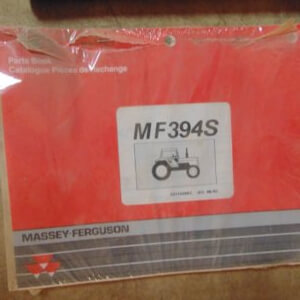 Parts Book
Catalogue Pièces de Rechange
MF394S
MASSEY-FERGUSON